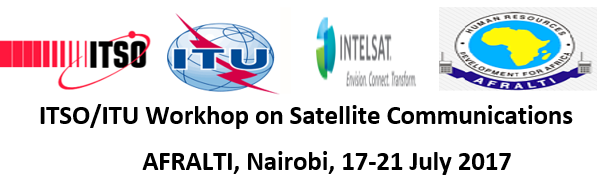 ITSO
ITU
INTELSAT
Envision. Connect. Transform.
HUMAN RESOURCES
DEVELOPMENT FOR AFRICA
AFRALTI
ITSO/ITU Workhop on Satellite Communications
AFRALTI, Nairobi, 17-21 July 2017